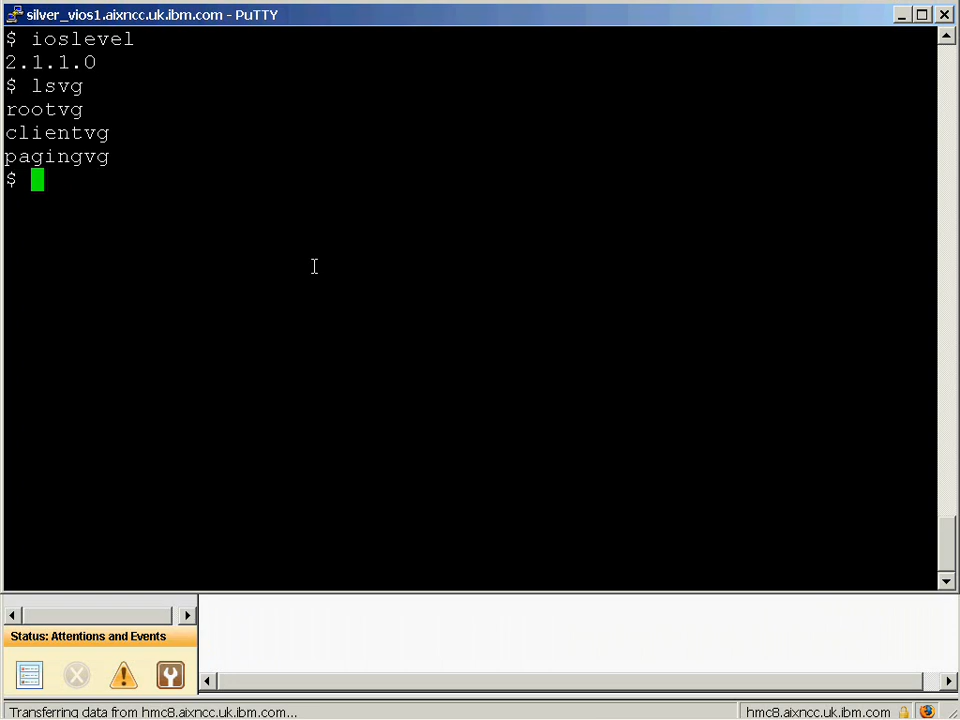 silver_vios1.aixncc.uk.ibm.com - PuTTY
$ ioslevel
2.1.1.0
$ lsvg
rootvg
clientvg
pagingvg
$
Status: Attentions and Events
Transferring data from hmc8.aixncc.uk.ibm.com...
hmc8.aixncc.uk.ibm.com